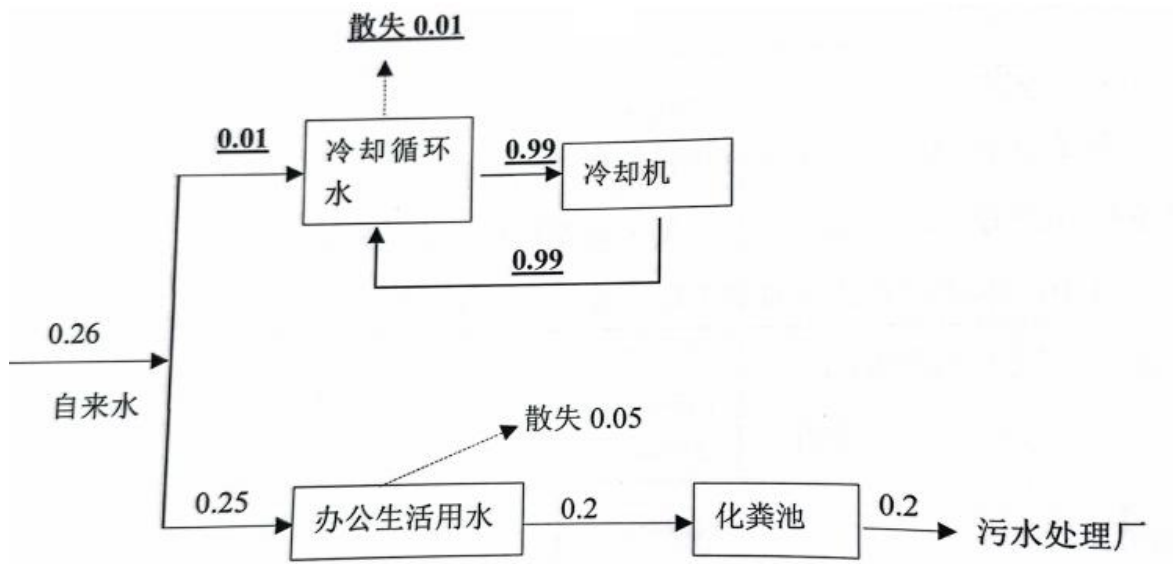 散失 0.01
0.01
冷却循环
水
0.99
冷却机
0.99
0.26
自来水
散失 0.05
0.25
办公生活用水
0.2
化粪池
0.2
污水处理厂